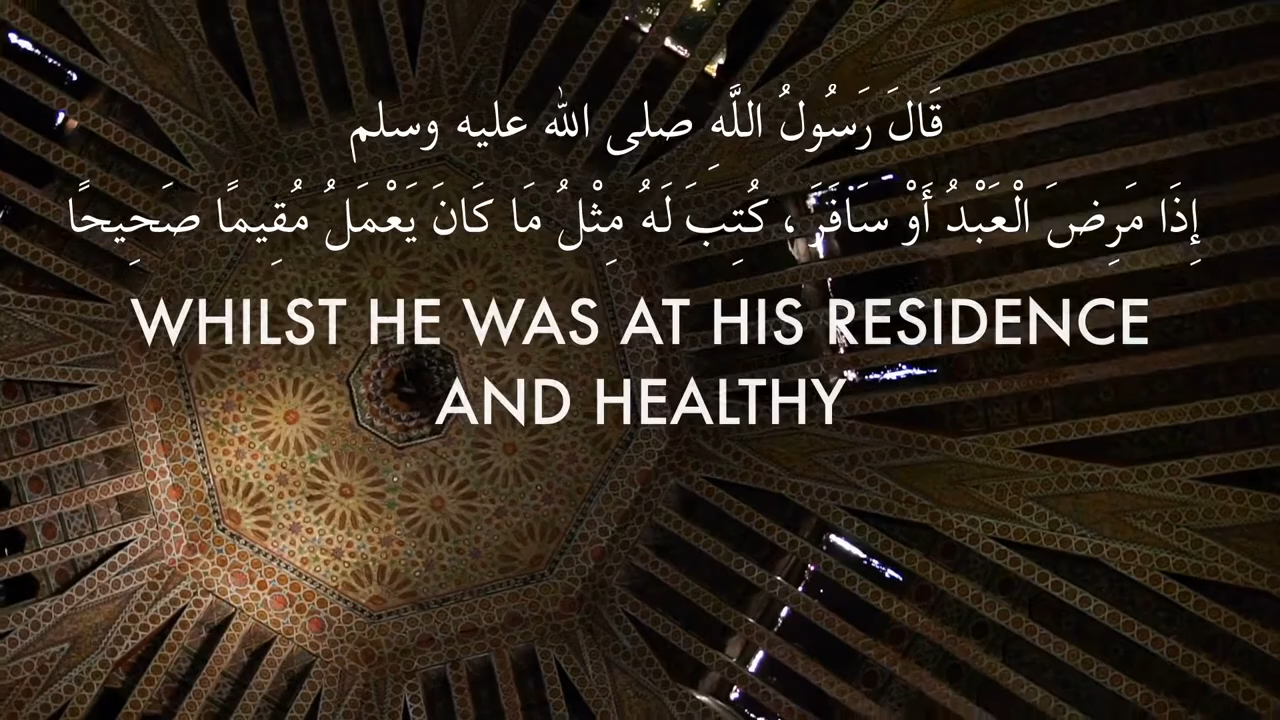 قَالَ رَسُولُ اللَّهِ صلى الله عليه وسلم
إِذَا مَرِضَ الْعَبْدُ أَوْ سَافَرَ ، كُتِبَ لَهُ مِثْلُ مَا كَانَ يَعْمَلُ مُقِيمًا صَحِيحًا
WHILST HE WAS AT HIS RESIDENCE
AND HEALTHY